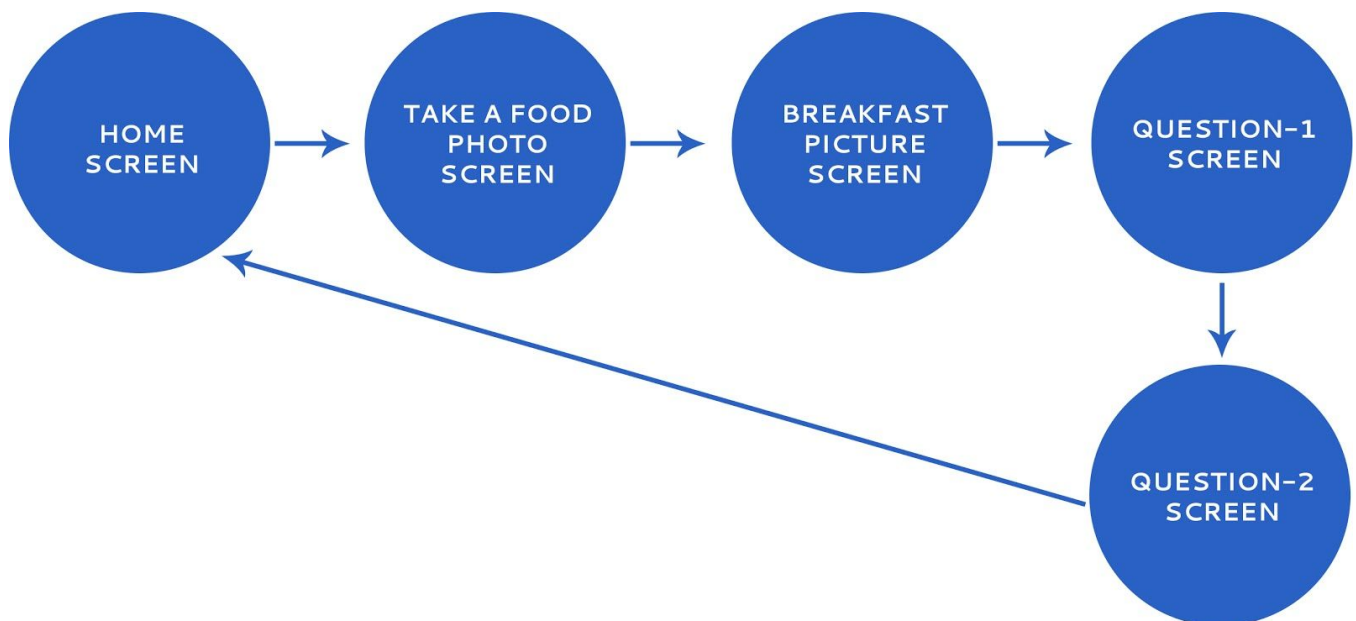 HOME
SCREEN
TAKE A FOOD
PHOTO
SCREEN
BREAKFAST
PICTURE
SCREEN
QUESTION-1
SCREEN
QUESTION-2
SCREEN